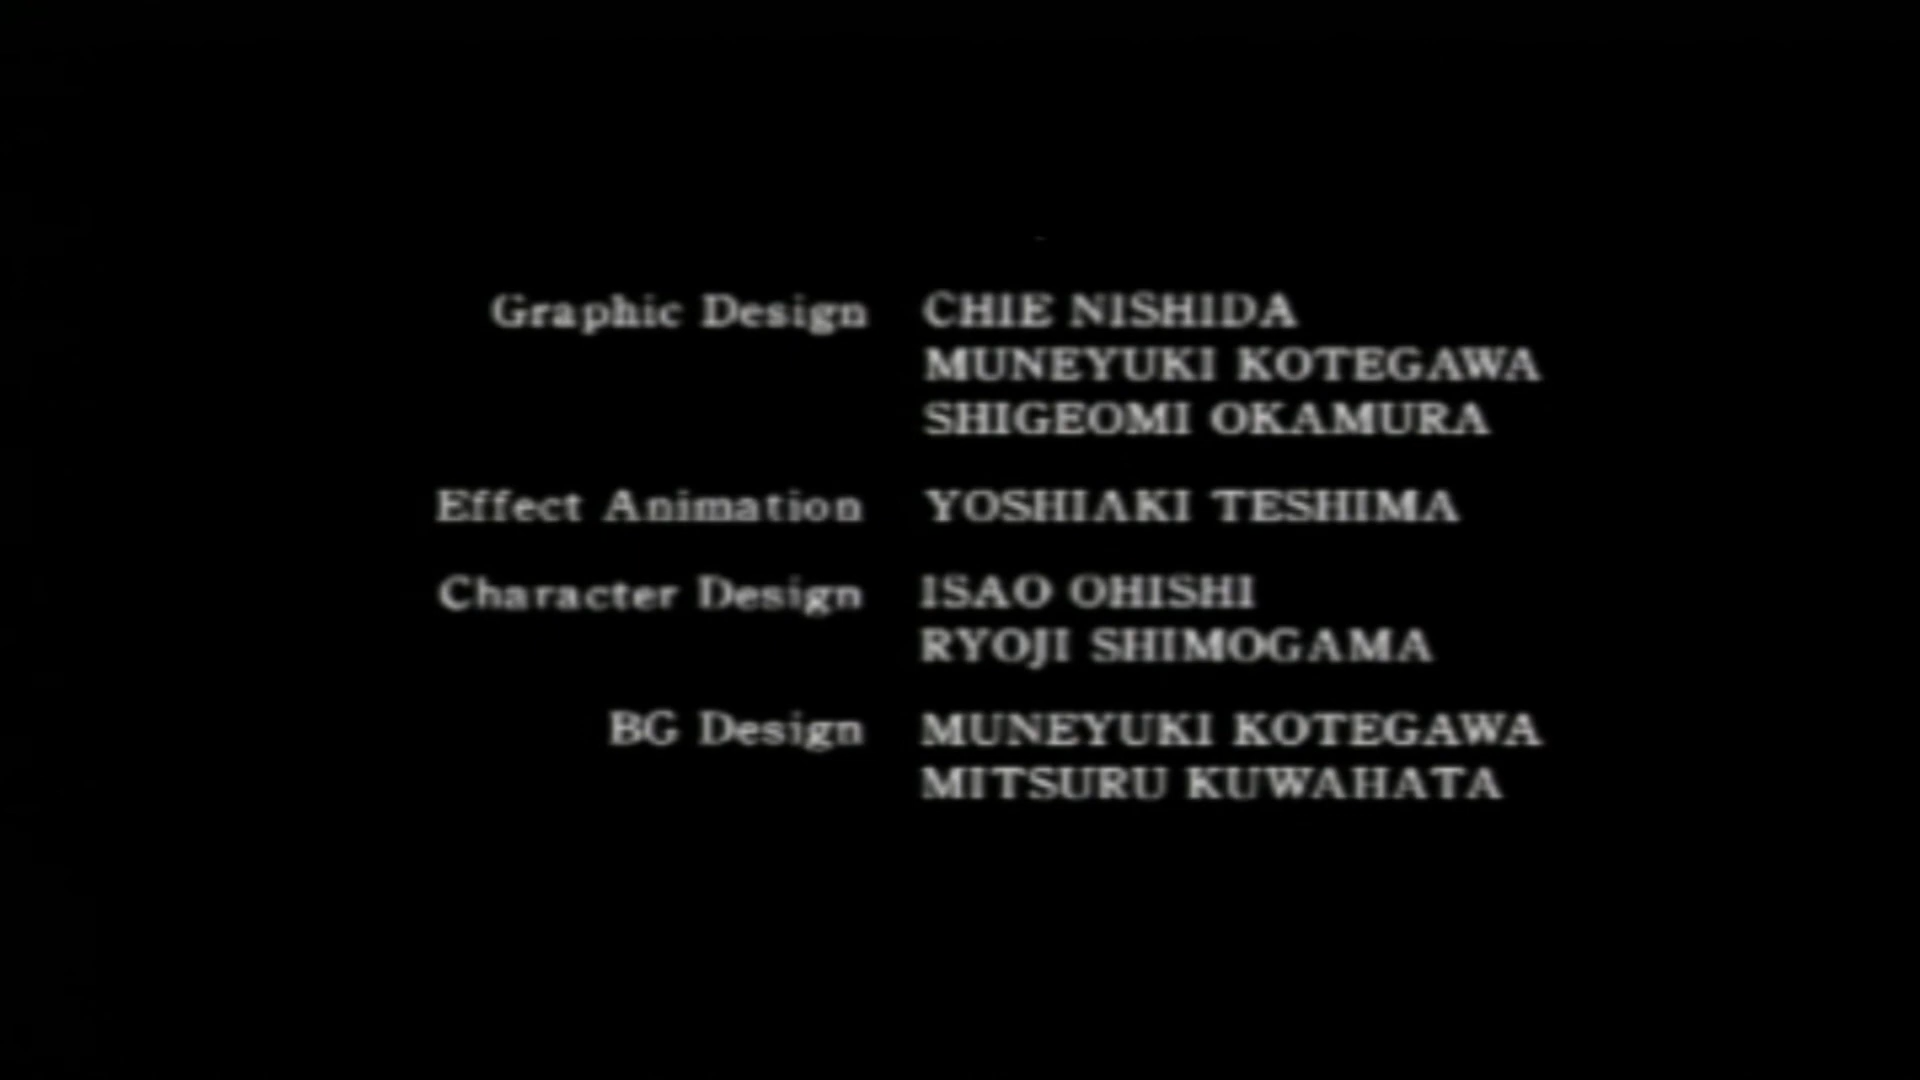 Graphic Design CHIE NISHIDA
MUNEYUKI KOTEGAWA
SHIGEOMI OKAMURA
Effect Animation YOSHIAKI TESHIMA
Character Design ISAO OHISHI
RYOJI SHIMOGAMA
BG Design MUNEYUKI KOTEGAWA
MITSURU KUWAHATA